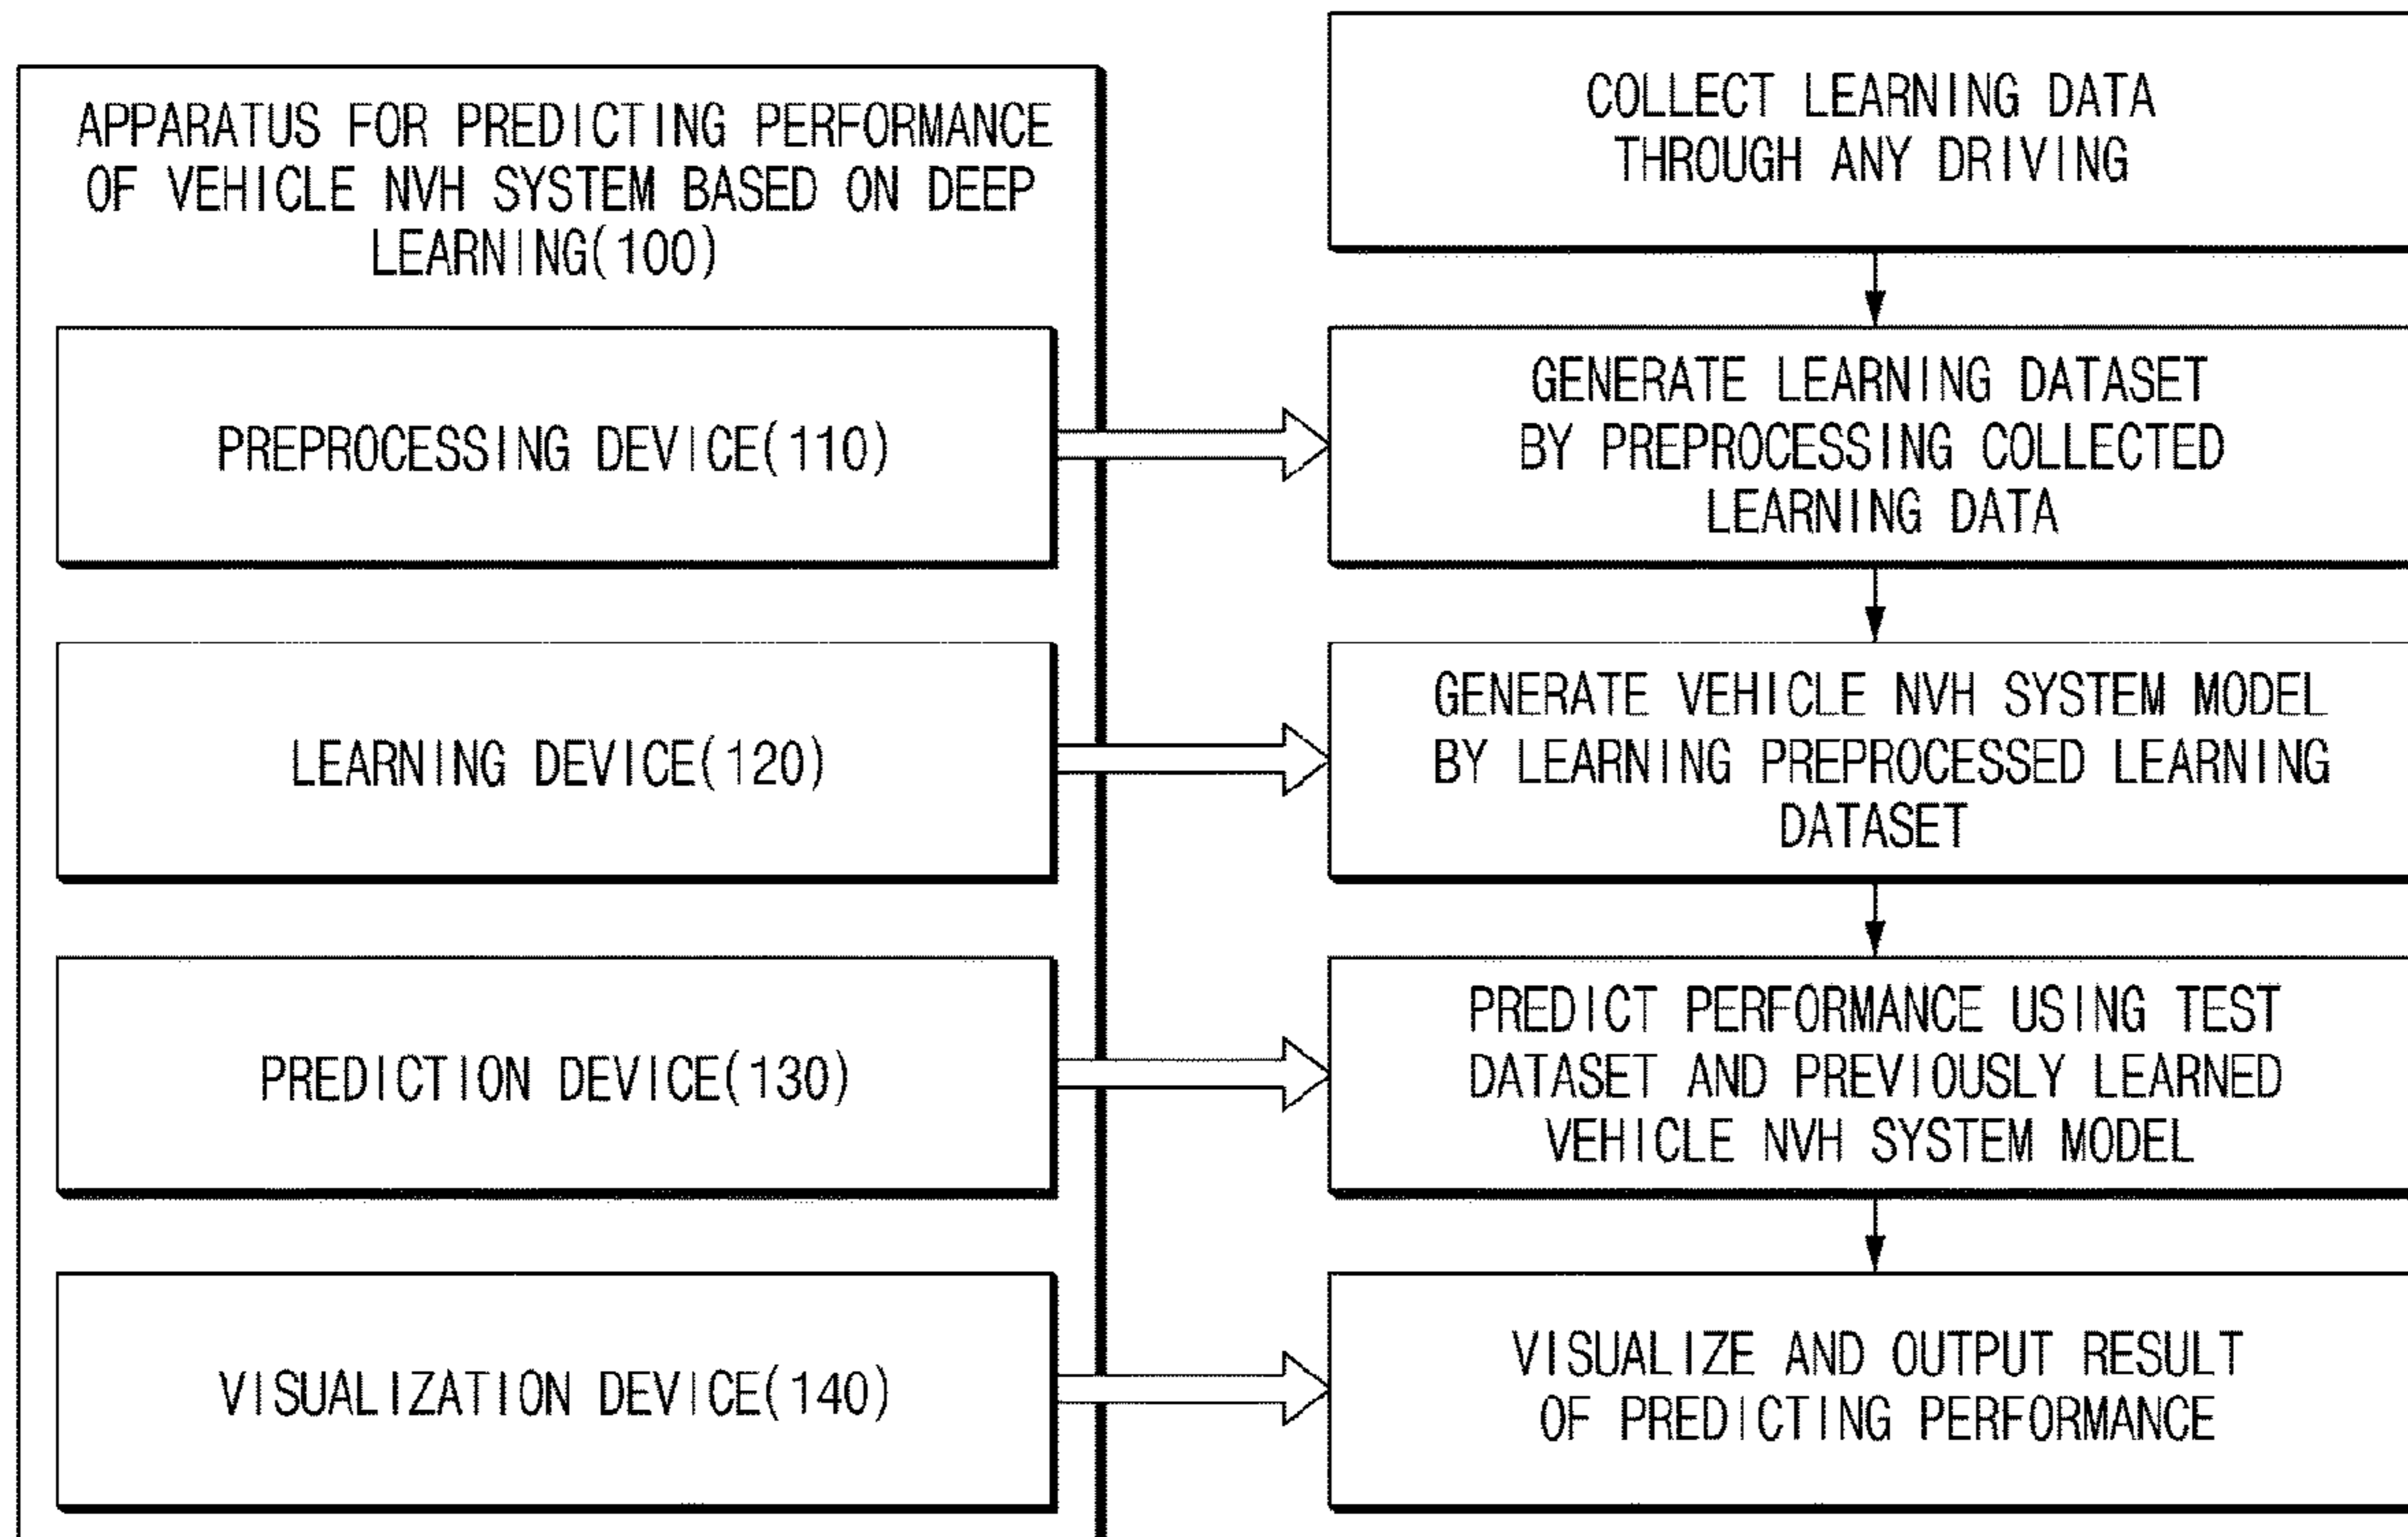 APPARATUS FOR PREDICTING PERFORMANCE
OF VEHICLE NVH SYSTEM BASED ON DEEP
LEARNING(100)
PREPROCESSING DEVICE(110)
LEARNING DEVICE(120)
PREDICTION DEVICE(130)
VISUALIZATION DEVICE(140)
COLLECT LEARNING DATA
THROUGH ANY DRIVING
GENERATE LEARNING DATASET
BY PREPROCESSING COLLECTED
LEARNING DATA
GENERATE VEHICLE NVH SYSTEM MODEL
BY LEARNING PREPROCESSED LEARNING
DATASET
PREDICT PERFORMANCE USING TEST
DATASET AND PREVIOUSLY LEARNED
VEHICLE NVH SYSTEM MODEL
VISUALIZE AND OUTPUT RESULT
OF PREDICTING PERFORMANCE